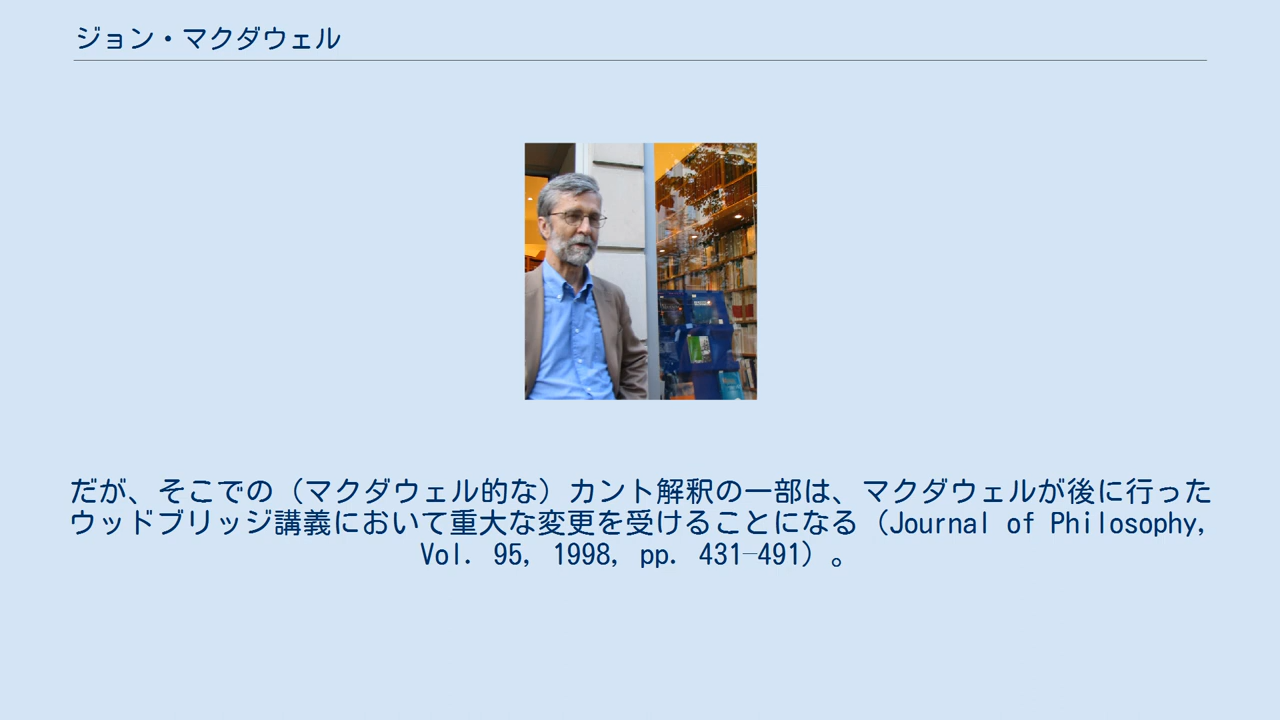 ジョン・マクダウェル
だが、そこでの（マクダウェル的な）カント解釈の一部は、マクダウェルが後に行った
ウッドブリッジ講義において重大な変更を受けることになる（Journal of Philosophy,
Vol. 95, 1998, pp. 431–491）。